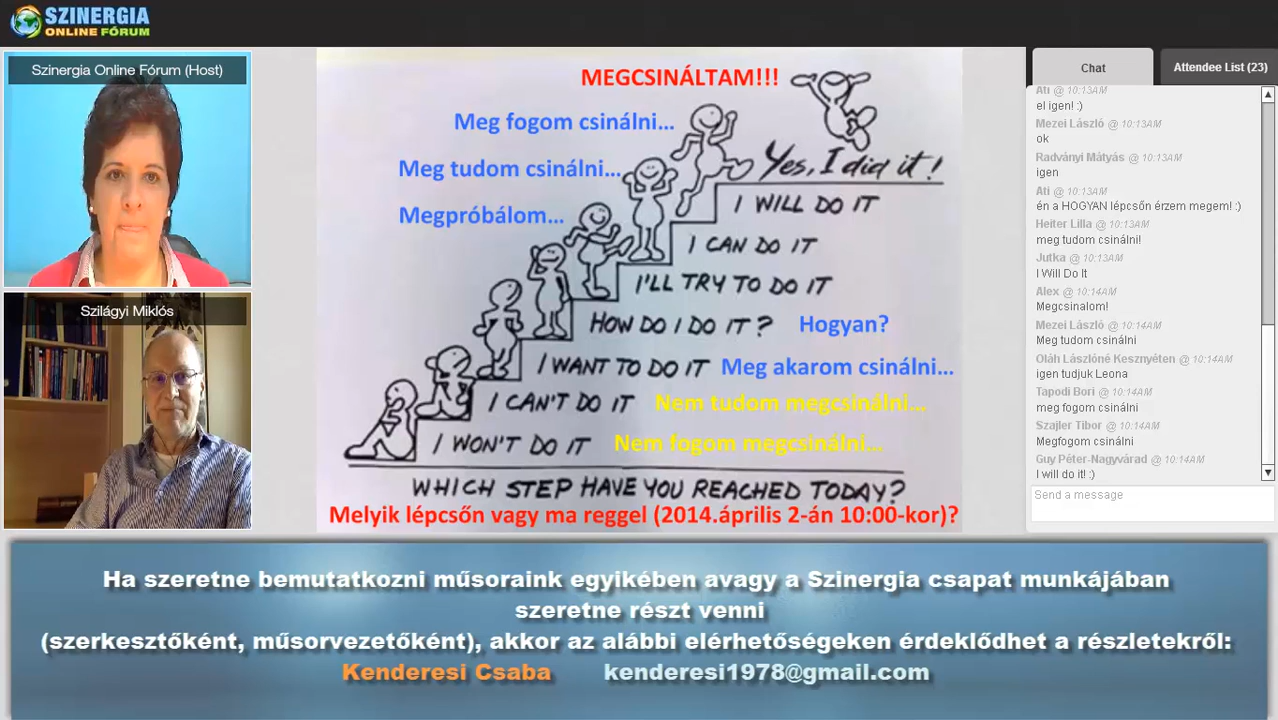 SZINERGIA
ONLINE FÓRUM
Szinergia Online Fórum (Host)
Szilágyi Miklós
MEGCSINÁLTAM!!!
Meg fogom csinálni...
Yes, I did it!
Meg tudom csinálni...
I WILL DO IT
Megpróbálom...
I CAN DO IT
I'LL TRY TO DO IT
HOW DO I DO IT? Hogyan?
I WANT TO DO IT Meg akarom csinálni...
I CAN'T DO IT Nem tudom megcsinálni...
I WON'T DO IT Nem fogom megcsinálni...
WHICH STEP HAVE YOU REACHED TODAY?
Melyik lépcsőn vagy ma reggel (2014.április 2-án 10:00-kor)?
Chat
Attendee List (23)
Ati @ 10:13AM
el igen! :)
Mezei László @ 10:13AM
ok
Radványi Mátyás @ 10:13AM
igen
Ati @ 10:13AM
én a HOGYAN lépcsőn érzem megem! :)
Heiter Lilla @ 10:13AM
meg tudom csinálni!
Jutka @ 10:13AM
I Will Do It
Alex @ 10:14AM
Megcsinalom!
Mezei László @ 10:14AM
Meg tudom csinálni
Oláh Lászlóné Kesznyéten @ 10:14AM
igen tudjuk Leona
Tapodi Bori @ 10:14AM
meg fogom csinálni
Szajler Tibor @ 10:14AM
Megfogom csinálni
Guy Péter-Nagyvárad @ 10:14AM
I will do it! :)
Send a message
Ha szeretne bemutatkozni műsoraink egyikében avagy a Szinergia csapat munkájában
szeretne részt venni
(szerkesztőként, műsorvezetőként), akkor az alábbi elérhetőségeken érdeklődhet a részletekről:
Kenderesi Csaba kenderesi1978@gmail.com